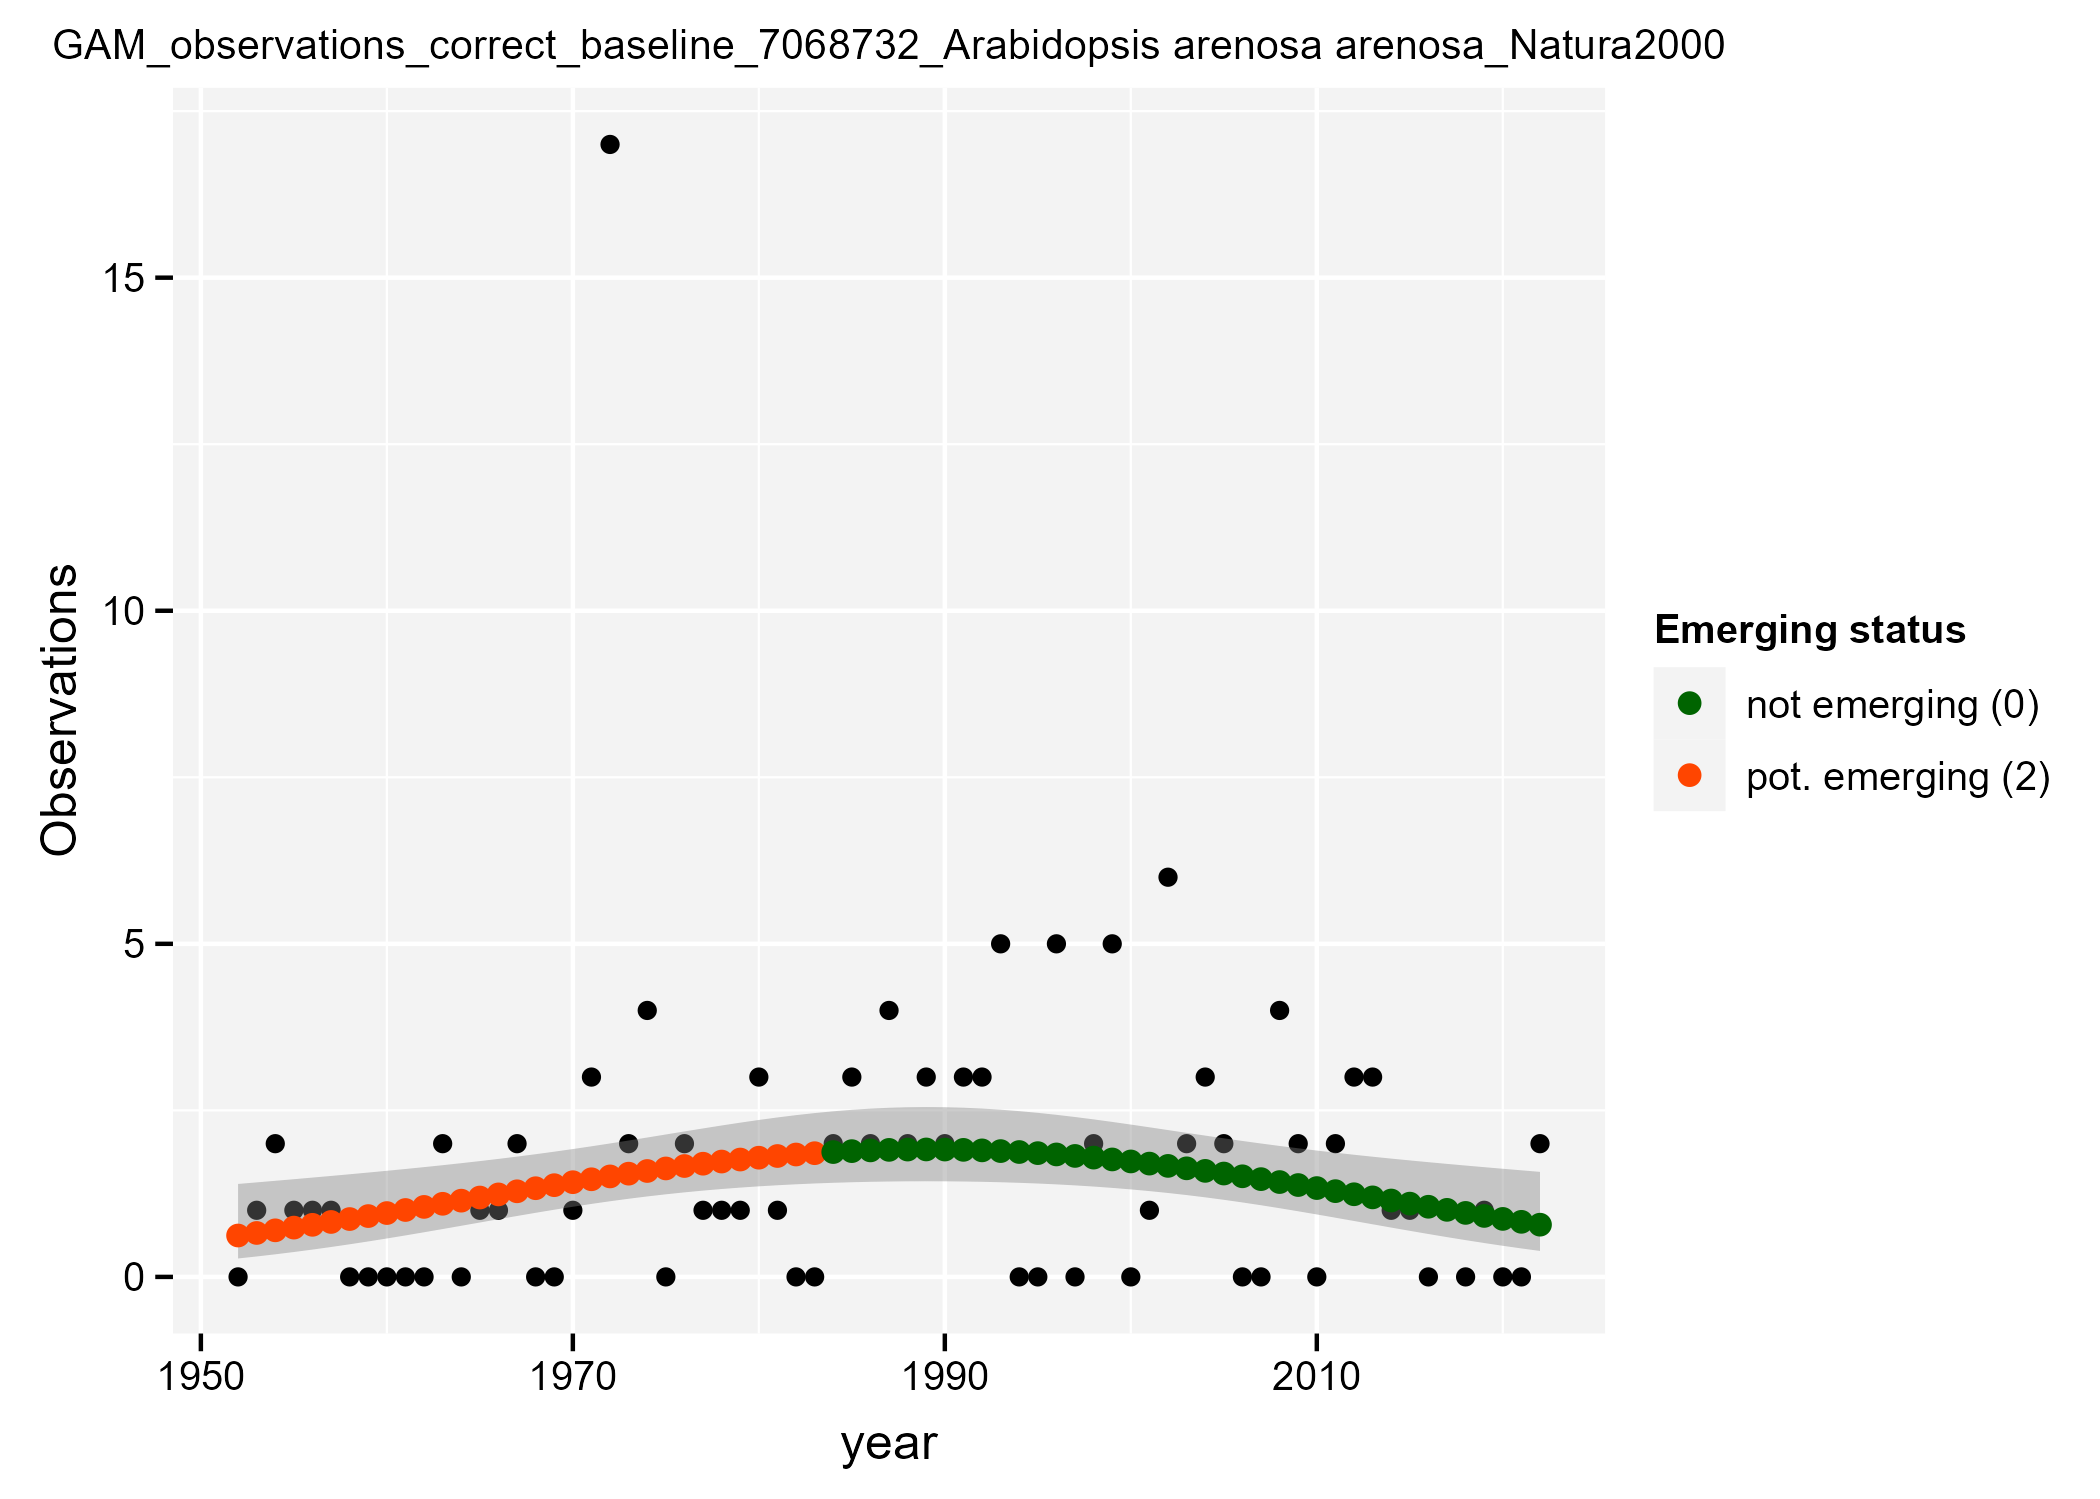 GAM_observations_correct_baseline_7068732_Arabidopsis arenosa arenosa_Natura2000
15
10
5
0
Observations
1950 1970 1990 2010
year
Emerging status
not emerging (0)
pot. emerging (2)